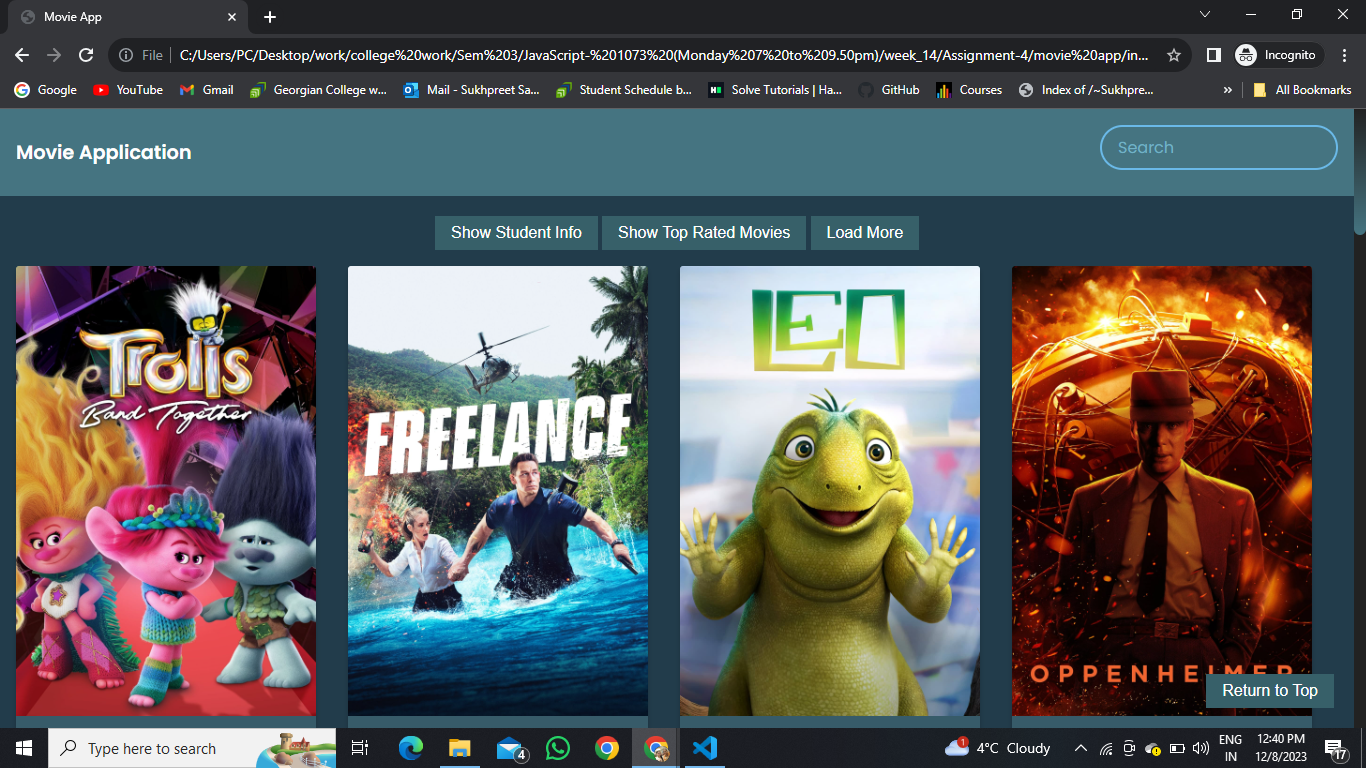 Movie App
File
C:/Users/PC/Desktop/work/college%20work/Sem%203/JavaScript-%201073%20(Monday%207%20to%209.50pm)/week_14/Assignment-4/movie%20app/in...
Incognito
Google
YouTube
Gmail
Georgian College w...
Mail - Sukhpreet Sa...
Student Schedule b...
Solve Tutorials | Ha...
GitHub
Courses
Index of /~Sukhpre...
»
All Bookmarks
Movie Application
Search
Show Student Info
Show Top Rated Movies
Load More
Trolls
Band Together
FREELANCE
LEO
OPPENHEIMER
Return to Top
Type here to search
4
1
4°C Cloudy
ENG
IN
12:40 PM
12/8/2023
17